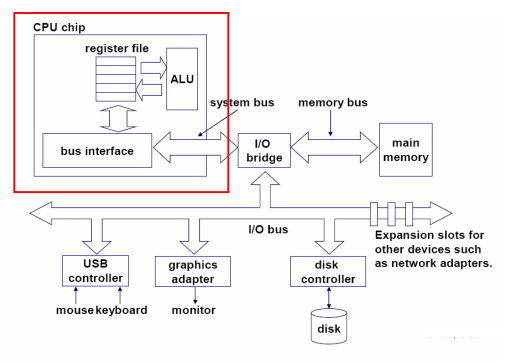 CPU chip
register file
ALU
system bus
memory bus
bus interface
I/O
bridge
main
memory
I/O bus
Expansion slots for
other devices such
as network adapters.
USB
controller
graphics
adapter
disk
controller
mouse keyboard
monitor
disk